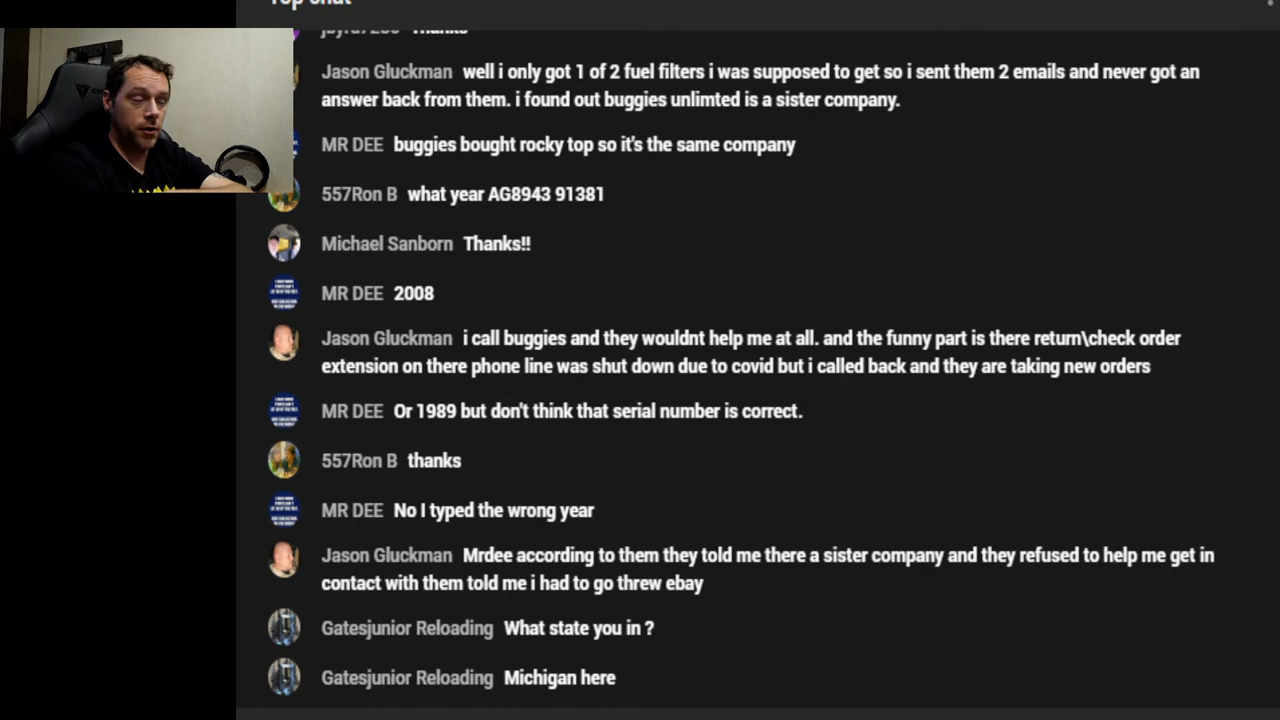 Top chat
jbyrd7286 Thanks
Jason Gluckman well i only got 1 of 2 fuel filters i was supposed to get so i sent them 2 emails and never got an
answer back from them. i found out buggies unlimted is a sister company.
MR DEE buggies bought rocky top so it's the same company
557Ron B what year AG8943 91381
Michael Sanborn Thanks!!
MR DEE 2008
Jason Gluckman i call buggies and they wouldnt help me at all. and the funny part is there return\check order
extension on there phone line was shut down due to covid but i called back and they are taking new orders
MR DEE Or 1989 but don't think that serial number is correct.
557Ron B thanks
MR DEE No I typed the wrong year
Jason Gluckman Mrdee according to them they told me there a sister company and they refused to help me get in
contact with them told me i had to go threw ebay
Gatesjunior Reloading What state you in ?
Gatesjunior Reloading Michigan here